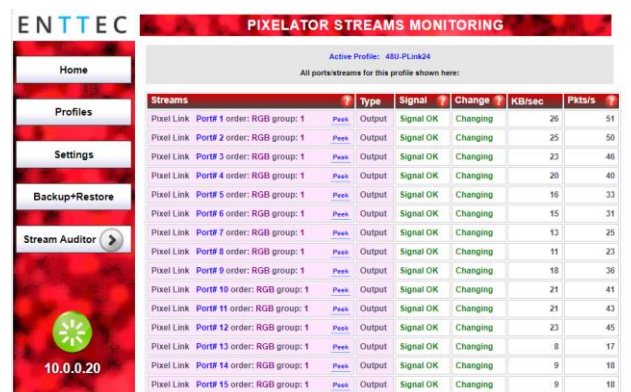 ENTTEC
PIXELATOR STREAMS MONITORING
Home
Profiles
Settings
Backup+Restore
Stream Auditor
10.0.0.20
Active Profile: 48U-PLink24
All ports/streams for this profile shown here:
Streams ? Type Signal ? Change ? KB/sec Pkts/s ?
Pixel Link Port# 1 order: RGB group: 1 Peek Output Signal OK Changing 26 51
Pixel Link Port# 2 order: RGB group: 1 Peek Output Signal OK Changing 25 50
Pixel Link Port# 3 order: RGB group: 1 Peek Output Signal OK Changing 23 46
Pixel Link Port# 4 order: RGB group: 1 Peek Output Signal OK Changing 20 40
Pixel Link Port# 5 order: RGB group: 1 Peek Output Signal OK Changing 16 33
Pixel Link Port# 6 order: RGB group: 1 Peek Output Signal OK Changing 15 31
Pixel Link Port# 7 order: RGB group: 1 Peek Output Signal OK Changing 13 25
Pixel Link Port# 8 order: RGB group: 1 Peek Output Signal OK Changing 11 23
Pixel Link Port# 9 order: RGB group: 1 Peek Output Signal OK Changing 18 36
Pixel Link Port# 10 order: RGB group: 1 Peek Output Signal OK Changing 21 41
Pixel Link Port# 11 order: RGB group: 1 Peek Output Signal OK Changing 21 43
Pixel Link Port# 12 order: RGB group: 1 Peek Output Signal OK Changing 23 45
Pixel Link Port# 13 order: RGB group: 1 Peek Output Signal OK Changing 8 17
Pixel Link Port# 14 order: RGB group: 1 Peek Output Signal OK Changing 9 18
Pixel Link Port# 15 order: RGB group: 1 Peek Output Signal OK Changing 9 18